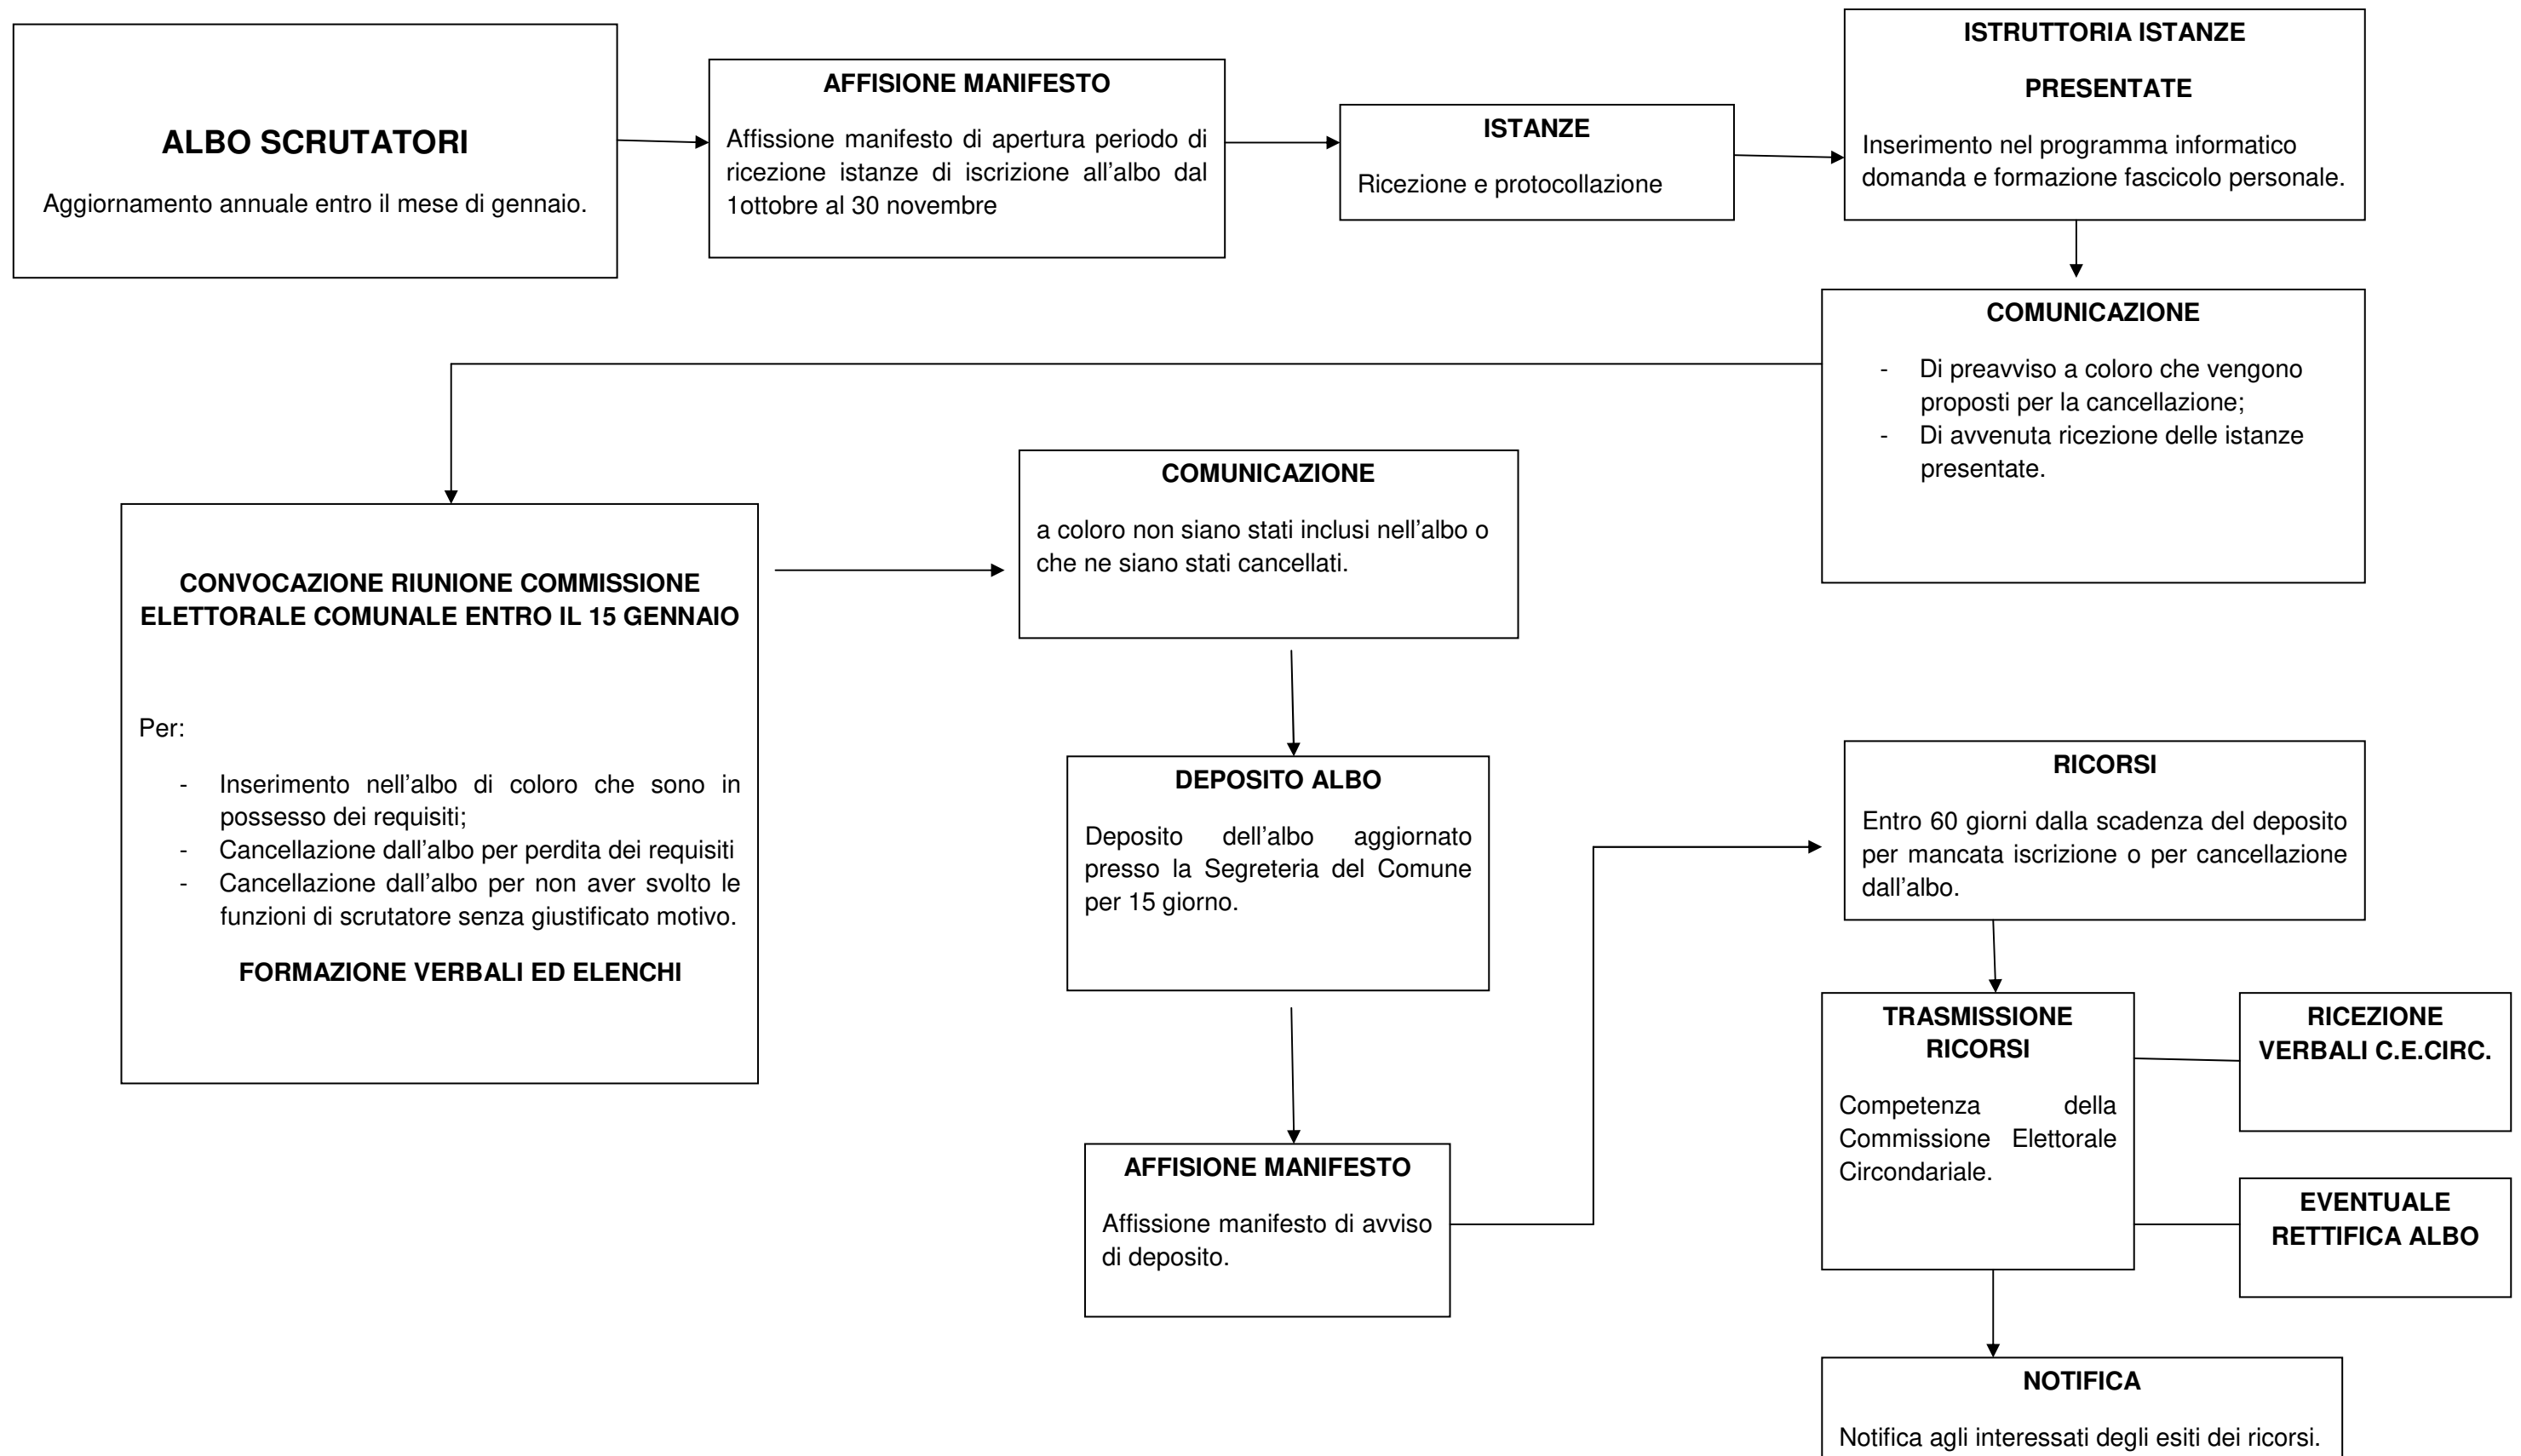 ALBO SCRUTATORI
Aggiornamento annuale entro il mese di gennaio.
AFFISIONE MANIFESTO
Affissione manifesto di apertura periodo di
ricezione istanze di iscrizione all'albo dal
1ottobre al 30 novembre
ISTANZE
Ricezione e protocollazione
ISTRUTTORIA ISTANZE
PRESENTATE
Inserimento nel programma informatico
domanda e formazione fascicolo personale.
COMUNICAZIONE
- Di preavviso a coloro che vengono
proposti per la cancellazione;
- Di avvenuta ricezione delle istanze
presentate.
CONVOCAZIONE RIUNIONE COMMISSIONE
ELETTORALE COMUNALE ENTRO IL 15 GENNAIO
Per:
- Inserimento nell'albo di coloro che sono in
possesso dei requisiti;
- Cancellazione dall'albo per perdita dei requisiti
- Cancellazione dall'albo per non aver svolto le
funzioni di scrutatore senza giustificato motivo.
FORMAZIONE VERBALI ED ELENCHI
COMUNICAZIONE
a coloro non siano stati inclusi nell'albo o
che ne siano stati cancellati.
DEPOSITO ALBO
Deposito dell'albo aggiornato
presso la Segreteria del Comune
per 15 giorno.
AFFISIONE MANIFESTO
Affissione manifesto di avviso
di deposito.
RICORSI
Entro 60 giorni dalla scadenza del deposito
per mancata iscrizione o per cancellazione
dall'albo.
TRASMISSIONE
RICORSI
Competenza della
Commissione Elettorale
Circondariale.
RICEZIONE
VERBALI C.E.CIRC.
EVENTUALE
RETTIFICA ALBO
NOTIFICA
Notifica agli interessati degli esiti dei ricorsi.